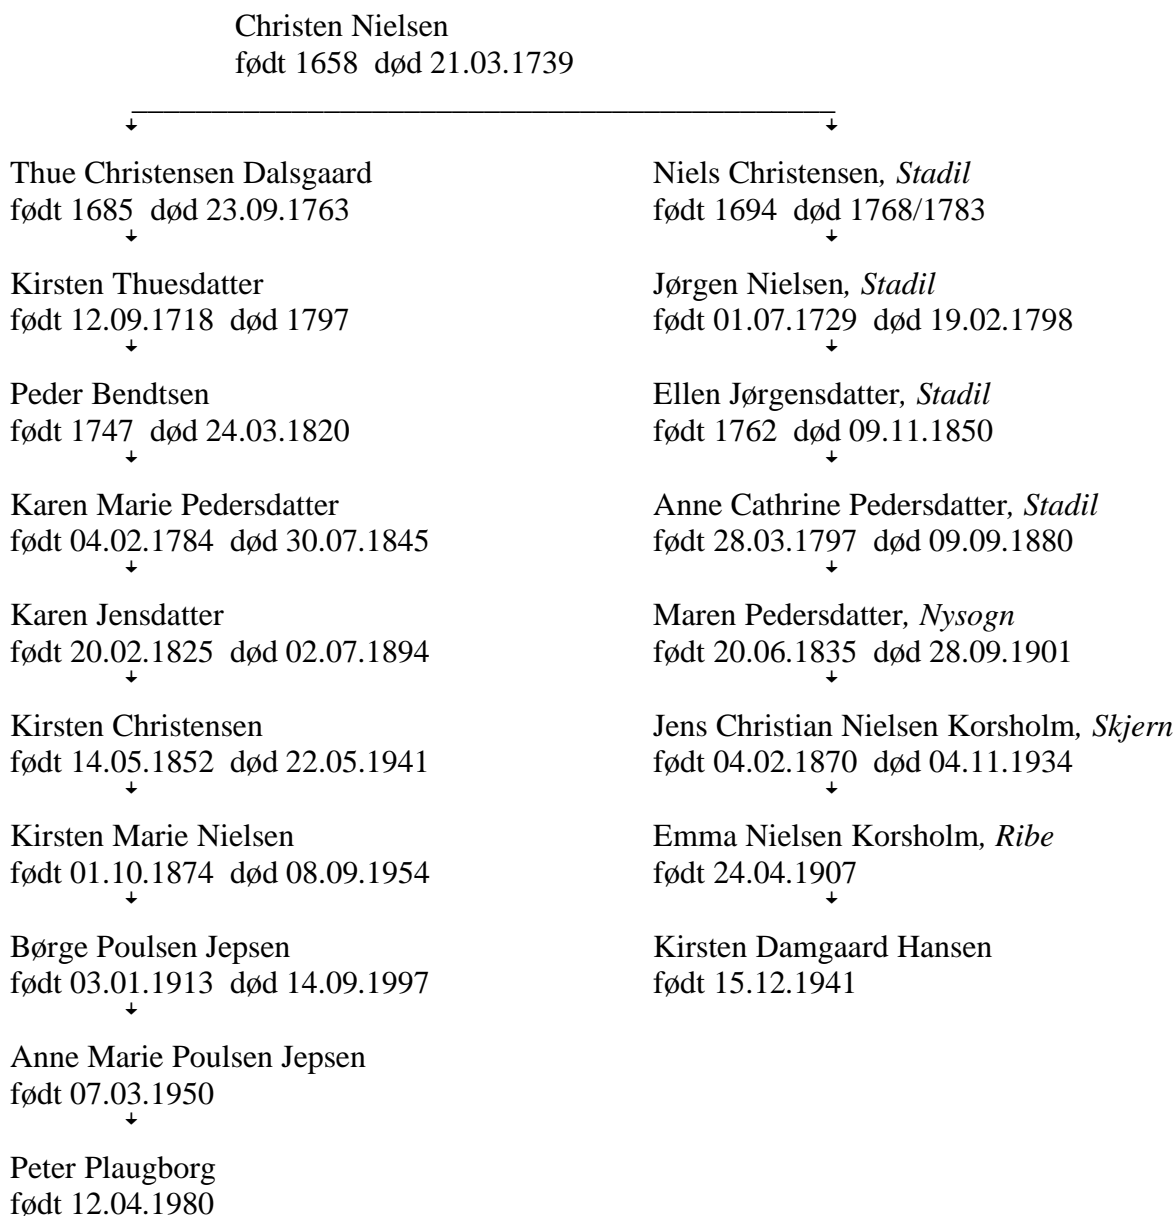 Christen Nielsen
født 1658 død 21.03.1739
Thue Christensen Dalsgaard
født 1685 død 23.09.1763
Niels Christensen, Stadil
født 1694 død 1768/1783
Kirsten Thuesdatter
født 12.09.1718 død 1797
Jørgen Nielsen, Stadil
født 01.07.1729 død 19.02.1798
Peder Bendtsen
født 1747 død 24.03.1820
Ellen Jørgensdatter, Stadil
født 1762 død 09.11.1850
Karen Marie Pedersdatter
født 04.02.1784 død 30.07.1845
Anne Cathrine Pedersdatter, Stadil
født 28.03.1797 død 09.09.1880
Karen Jensdatter
født 20.02.1825 død 02.07.1894
Maren Pedersdatter, Nysogn
født 20.06.1835 død 28.09.1901
Kirsten Christensen
født 14.05.1852 død 22.05.1941
Jens Christian Nielsen Korsholm, Skjern
født 04.02.1870 død 04.11.1934
Kirsten Marie Nielsen
født 01.10.1874 død 08.09.1954
Emma Nielsen Korsholm, Ribe
født 24.04.1907
Børge Poulsen Jepsen
født 03.01.1913 død 14.09.1997
Kirsten Damgaard Hansen
født 15.12.1941
Anne Marie Poulsen Jepsen
født 07.03.1950
Peter Plaugborg
født 12.04.1980